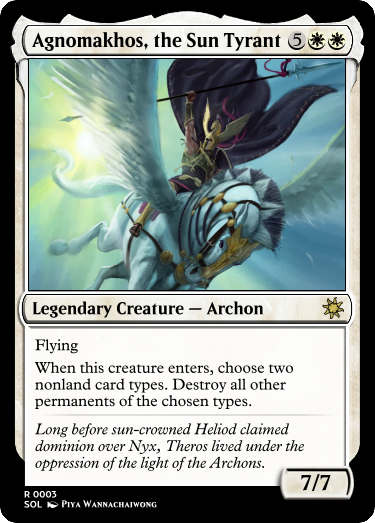 Agnomakhos, the Sun Tyrant 5
Legendary Creature — Archon
Flying
When this creature enters, choose two
nonland card types. Destroy all other
permanents of the chosen types.
Long before sun-crowned Heliod claimed
dominion over Nyx, Theros lived under the
oppression of the light of the Archons.
7/7
R 0003
SOL Piya Wannachaiwong